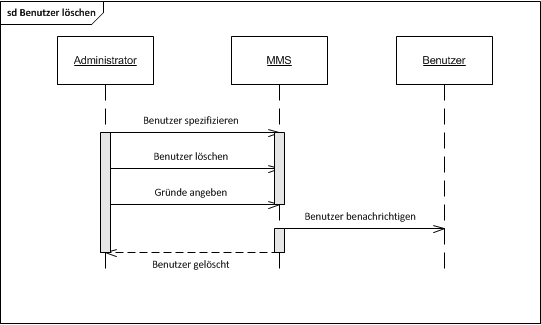 sd Benutzer löschen
Administrator
MMS
Benutzer
Benutzer spezifizieren
Benutzer löschen
Gründe angeben
Benutzer benachrichtigen
Benutzer gelöscht